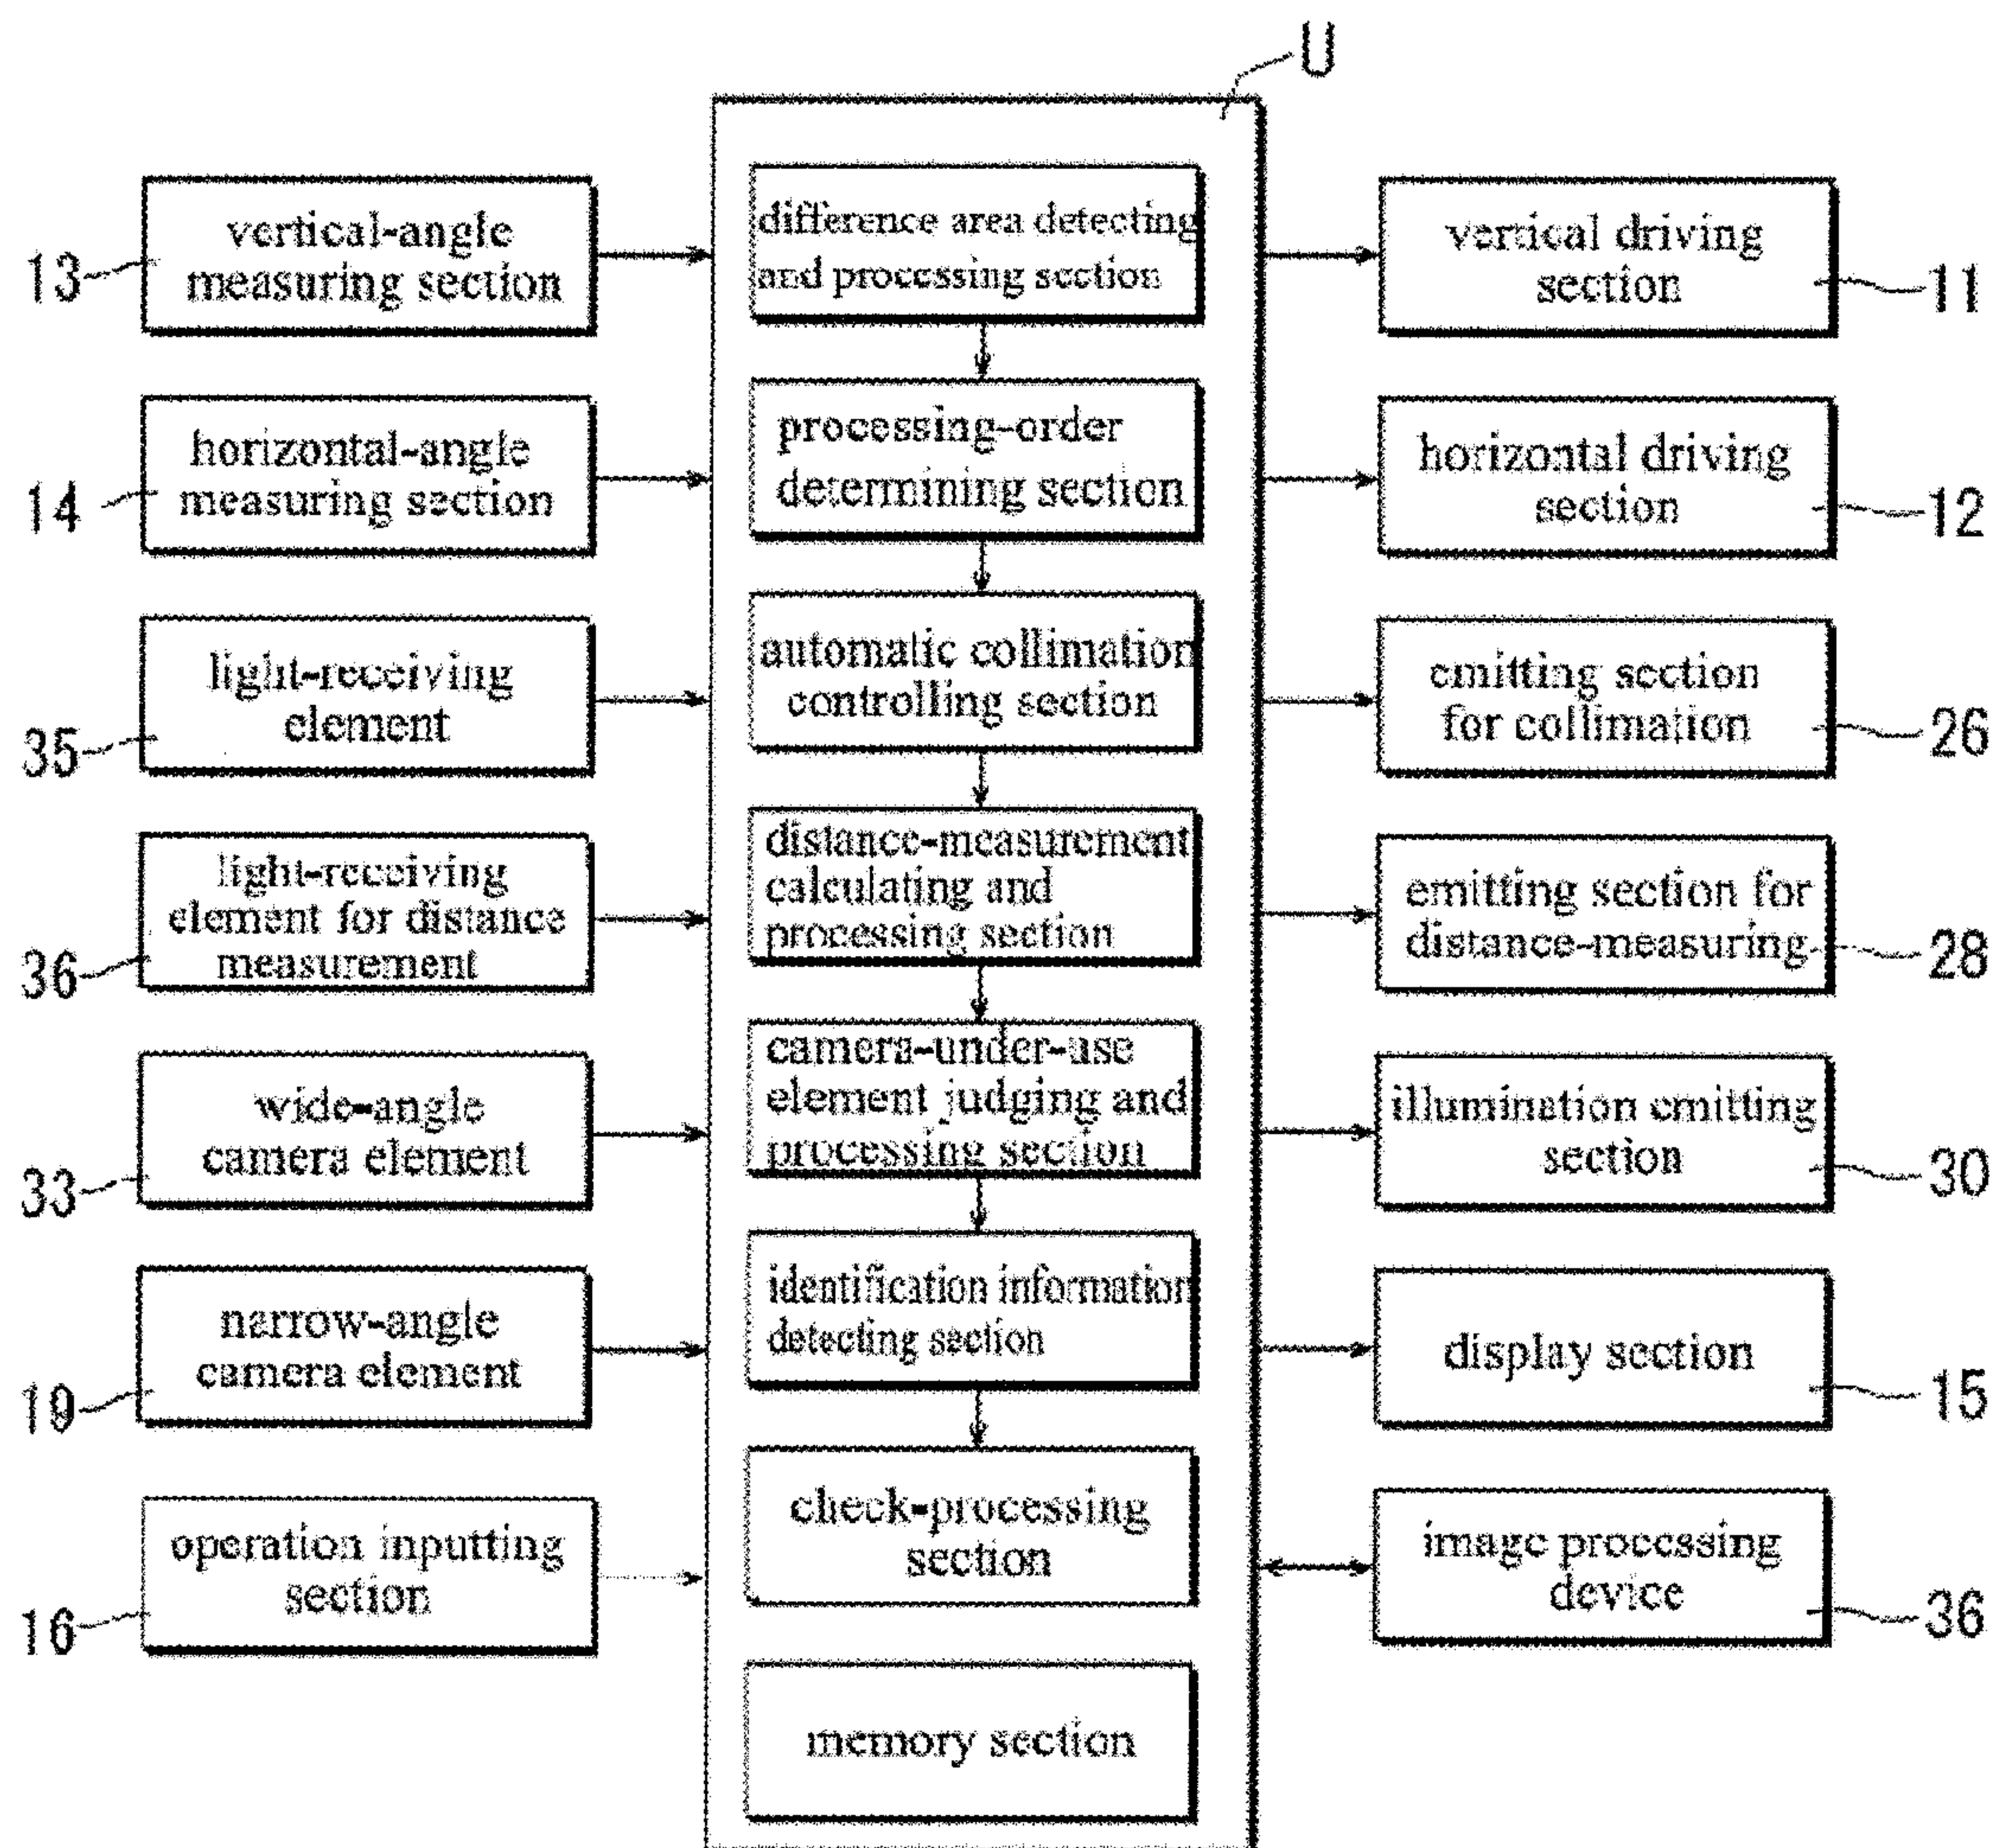 U
vertical-angle
measuring section
13
horizontal-angle
measuring section
14
light-receiving
element
35
light-receiving
element for distance
measurement
36
wide-angle
camera element
33
narrow-angle
camera element
19
operation inputting
section
16
difference area detecting
and processing section
processing-order
determining section
automatic collimation
controlling section
distance-measurement
calculating and
processing section
camera-under-use
element judging and
processing section
identification information
detecting section
check-processing
section
memory section
vertical driving
section
11
horizontal driving
section
12
emitting section
for collimation
26
emitting section for
distance-measuring
28
illumination emitting
section
30
display section
15
image processing
device
36